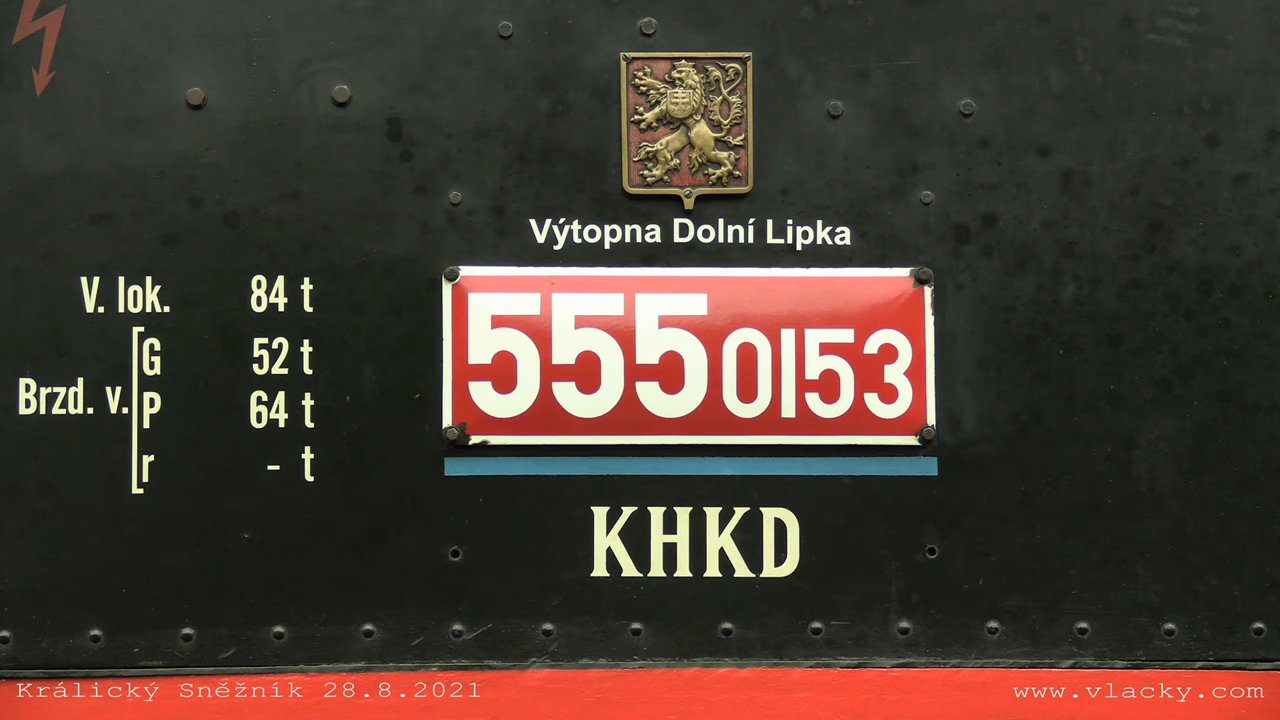 Výtopna Dolní Lipka
V. lok. 84 t
Brzd. v.
G 52 t
P 64 t
r - t
555 0153
KHKD
Králický Sněžník 28.8.2021
www.vlacky.com